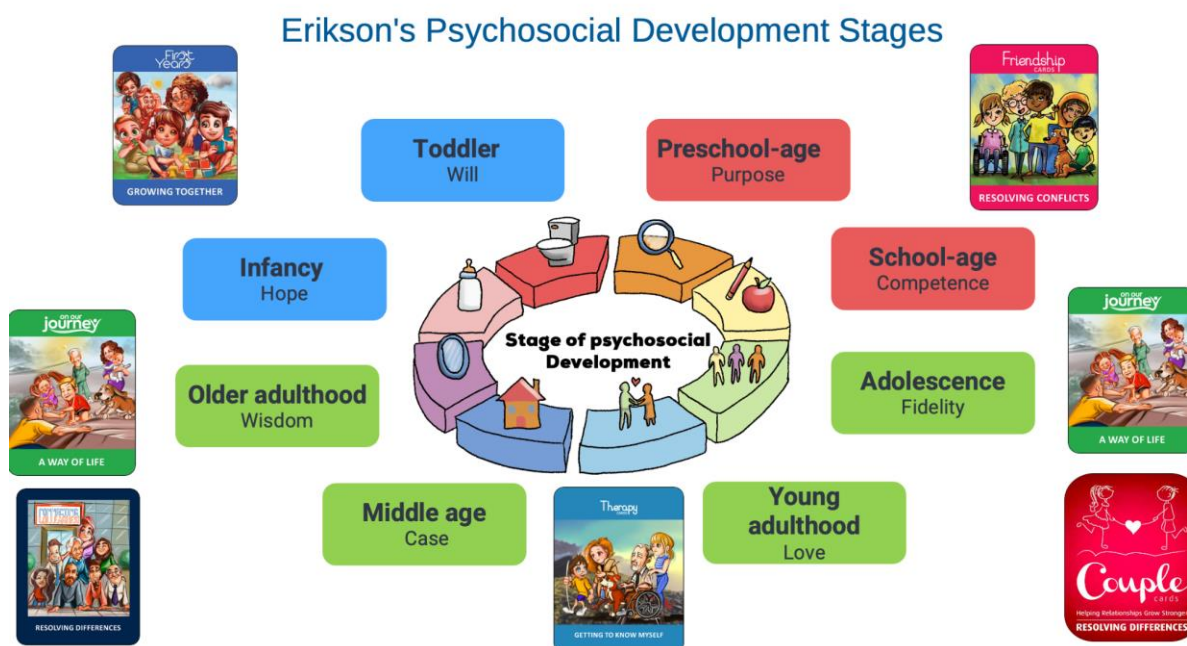 Erikson's Psychosocial Development Stages
First
Years
GROWING TOGETHER
Toddler
Will
Preschool-age
Purpose
Friendship
CARDS
RESOLVING CONFLICTS
Infancy
Hope
School-age
Competence
on our
journey
A WAY OF LIFE
Stage of psychosocial
Development
on our
journey
A WAY OF LIFE
Older adulthood
Wisdom
Adolescence
Fidelity
RESOLVING DIFFERENCES
Middle age
Case
Therapy
GETTING TO KNOW MYSELF
Young
adulthood
Love
Couple
cards
Helping Relationships Grow Stronger
RESOLVING DIFFERENCES